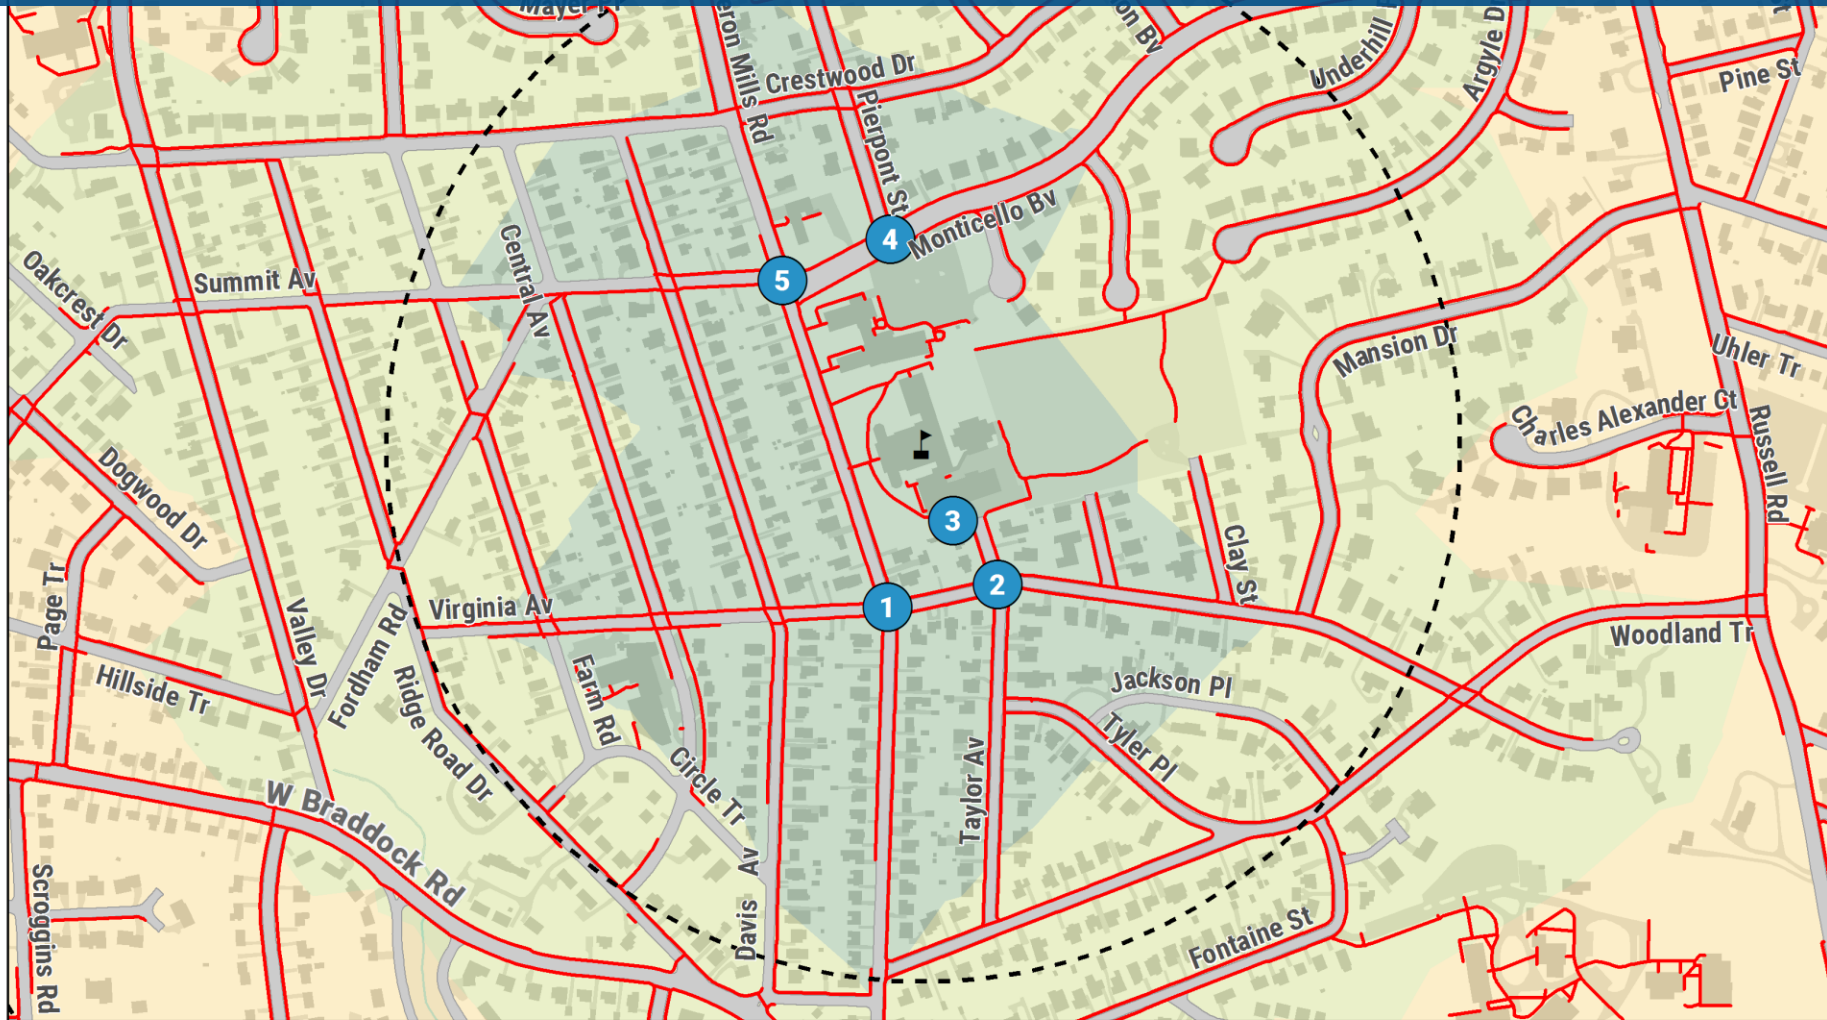 Underhill
Argyle Dr
Pine St
Crestwood Dr
Pierpont St
Mills Rd
4
Monticello Bv
Central Av
Oakcrest Dr
Summit Av
5
Mansion Dr
Uhler Tr
Charles Alexander Ct
Russell Rd
Dogwood Dr
3
Clay St
Page Tr
Valley Dr
Fordham Rd
Virginia Av
1
2
Woodland Tr
Hillside Tr
Ridge Road Dr
Farm Rd
Circle Tr
Jackson Pl
Tyler Pl
Taylor Av
W Braddock Rd
Davis Av
Scroggins Rd
Fontaine St